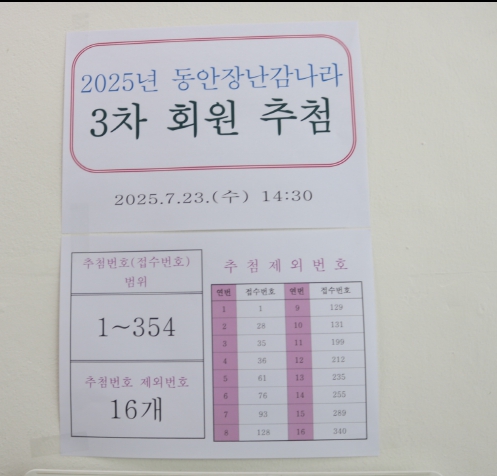 2025년 동안장난감나라
3차 회원 추첨
2025.7.23.(수) 14:30
추첨번호(접수번호)
범위
1~354
추첨번호 제외번호
16개
추 첨 제 외 번 호
연번 접수번호 연번 접수번호
1 1 9 129
2 28 10 131
3 35 11 199
4 36 12 212
5 61 13 235
6 76 14 255
7 93 15 289
8 128 16 340